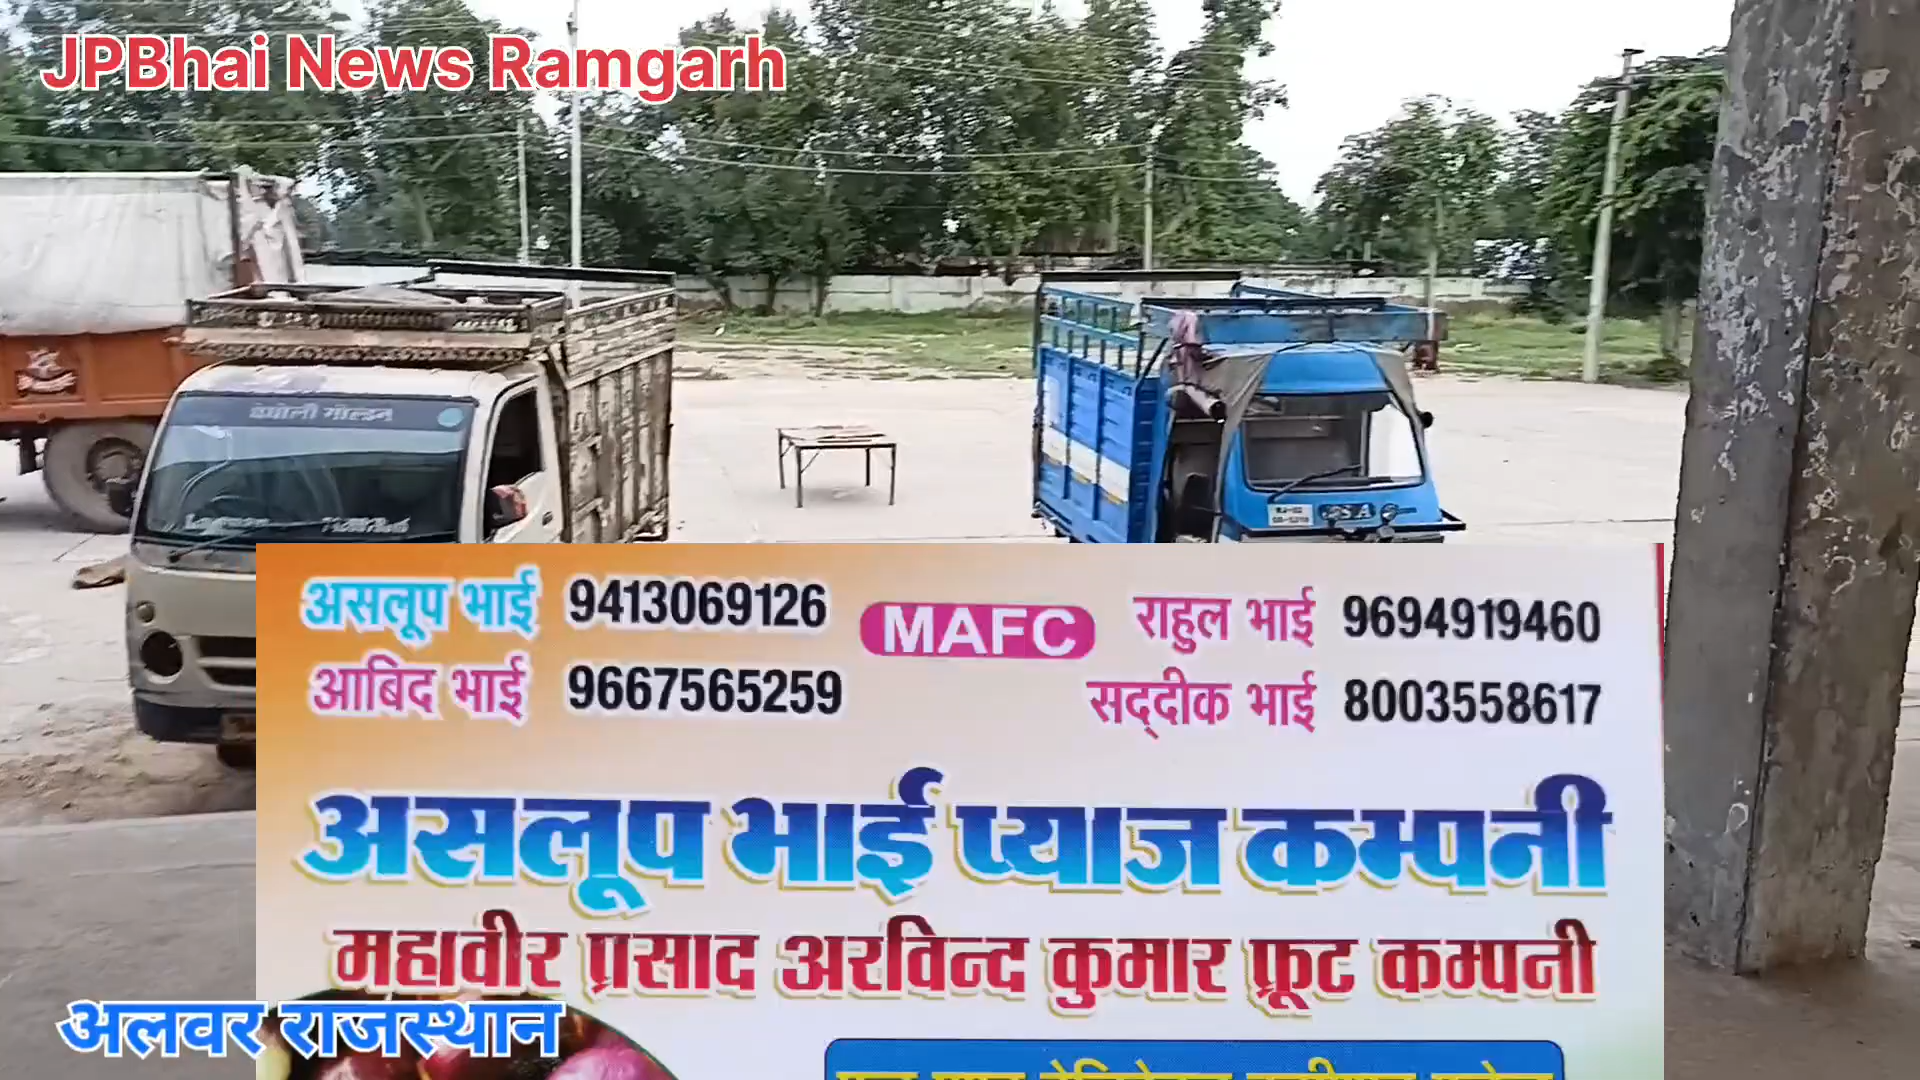 JPBhai News Ramgarh
असलूप भाई 9413069126
आबिद भाई 9667565259
MAFC
राहुल भाई 9694919460
सद्दीक भाई 8003558617
असलूप भाई प्याज कम्पनी
महावीर प्रसाद अरविन्द कुमार फ्रूट कम्पनी
अलवर राजस्थान